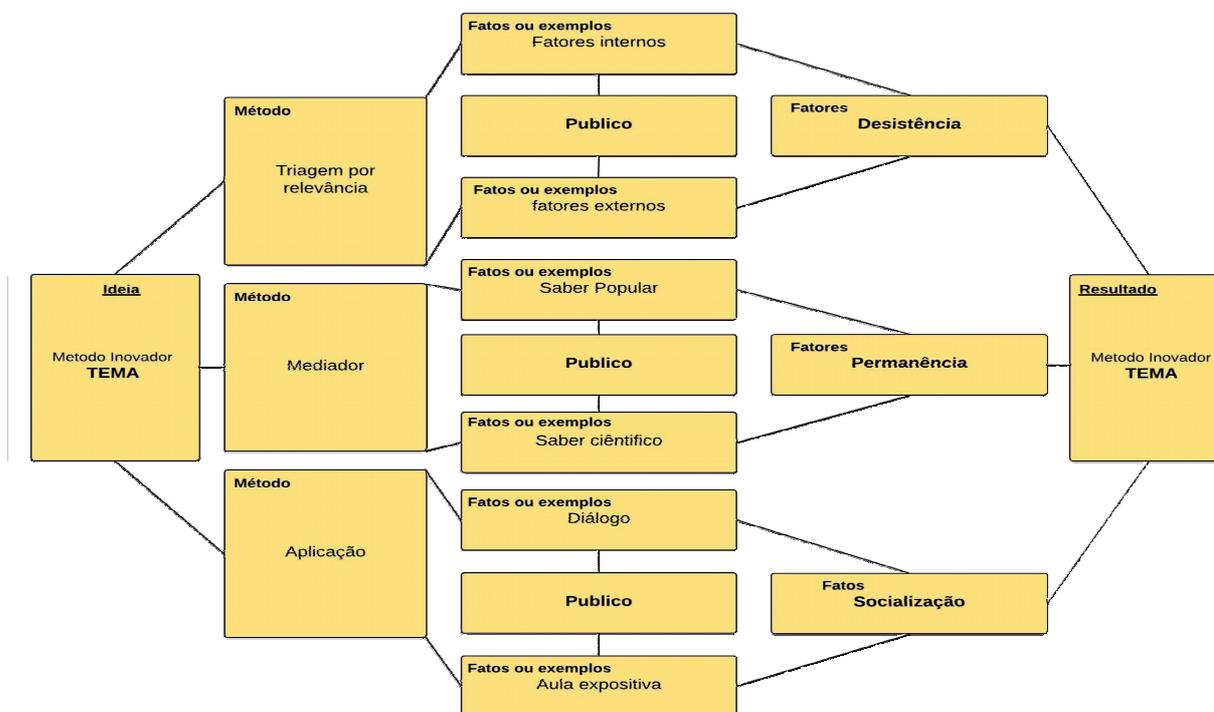 Ideia
Metodo Inovador
TEMA
Método
Triagem por
relevância
Método
Mediador
Método
Aplicação
Fatos ou exemplos
Fatores internos
Publico
Fatos ou exemplos
fatores externos
Fatos ou exemplos
Saber Popular
Publico
Fatos ou exemplos
Saber ciêntifico
Fatos ou exemplos
Diálogo
Publico
Fatos ou exemplos
Aula expositiva
Fatores
Desistência
Fatores
Permanência
Fatos
Socialização
Resultado
Metodo Inovador
TEMA